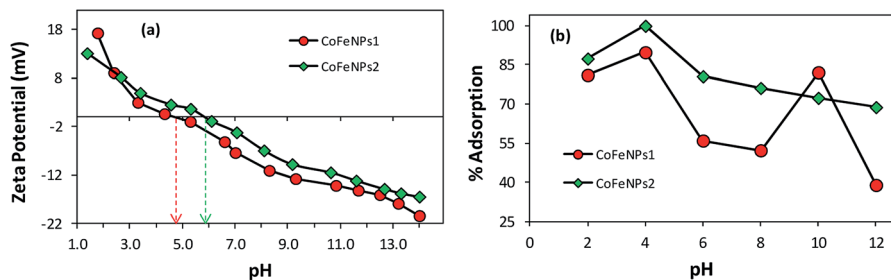 (a)
CoFeNPs1
CoFeNPs2
Zeta Potential (mV)
18
8
-2
-12
-22
1.0 3.0 5.0 7.0 9.0 11.0 13.0
pH
(b)
CoFeNPs1
CoFeNPs2
% Adsorption
100
85
70
55
40
25
0 2 4 6 8 10 12
pH